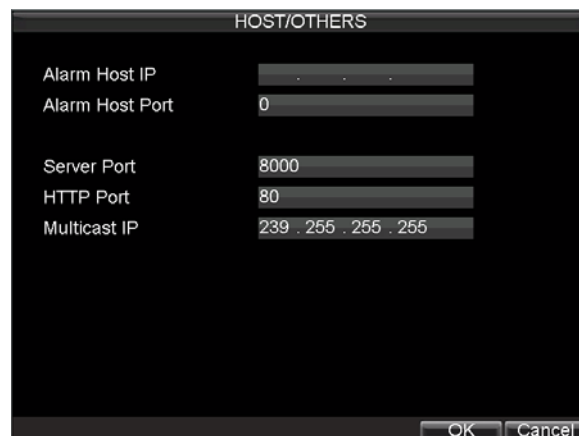 HOST/OTHERS
Alarm Host IP . . .
Alarm Host Port 0
Server Port 8000
HTTP Port 80
Multicast IP 239 . 255 . 255 . 255
OK Cancel